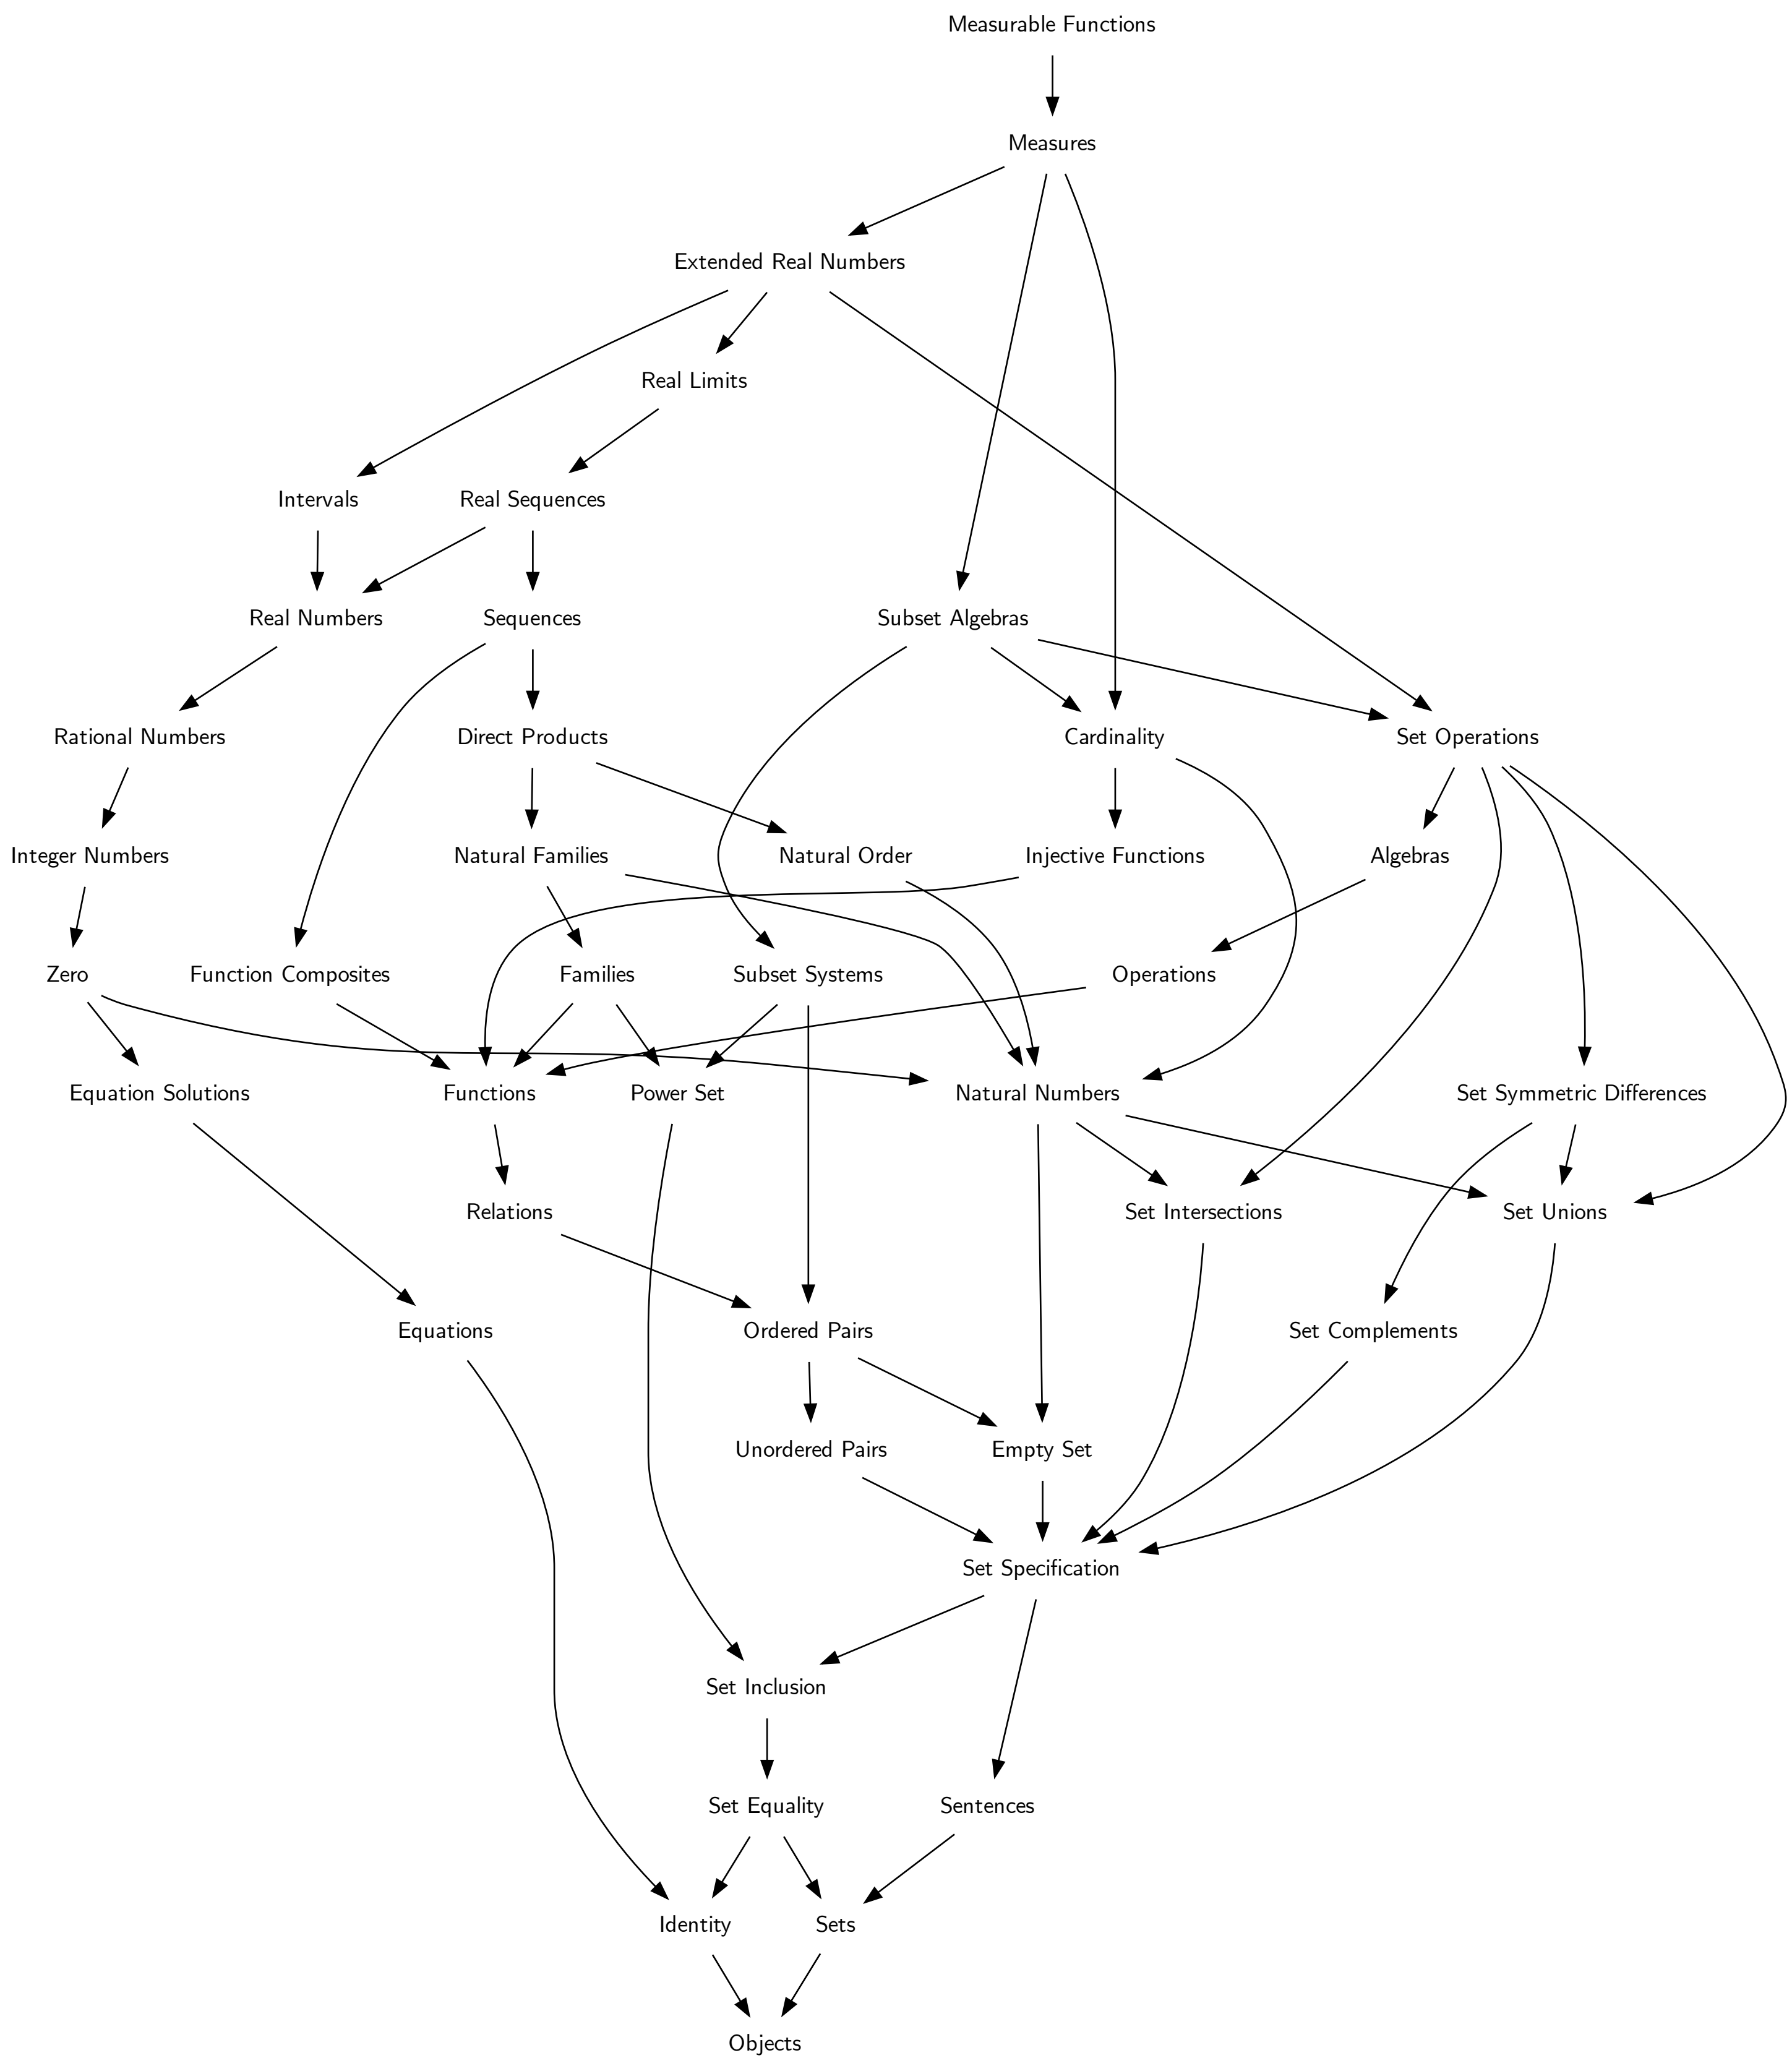 Measurable Functions
Measures
Extended Real Numbers
Real Limits
Intervals
Real Sequences
Real Numbers
Sequences
Subset Algebras
Rational Numbers
Direct Products
Cardinality
Set Operations
Integer Numbers
Natural Families
Natural Order
Injective Functions
Algebras
Zero
Function Composites
Families
Subset Systems
Operations
Equation Solutions
Functions
Power Set
Natural Numbers
Set Symmetric Differences
Relations
Set Intersections
Set Unions
Equations
Ordered Pairs
Set Complements
Unordered Pairs
Empty Set
Set Specification
Set Inclusion
Set Equality
Sentences
Identity
Sets
Objects